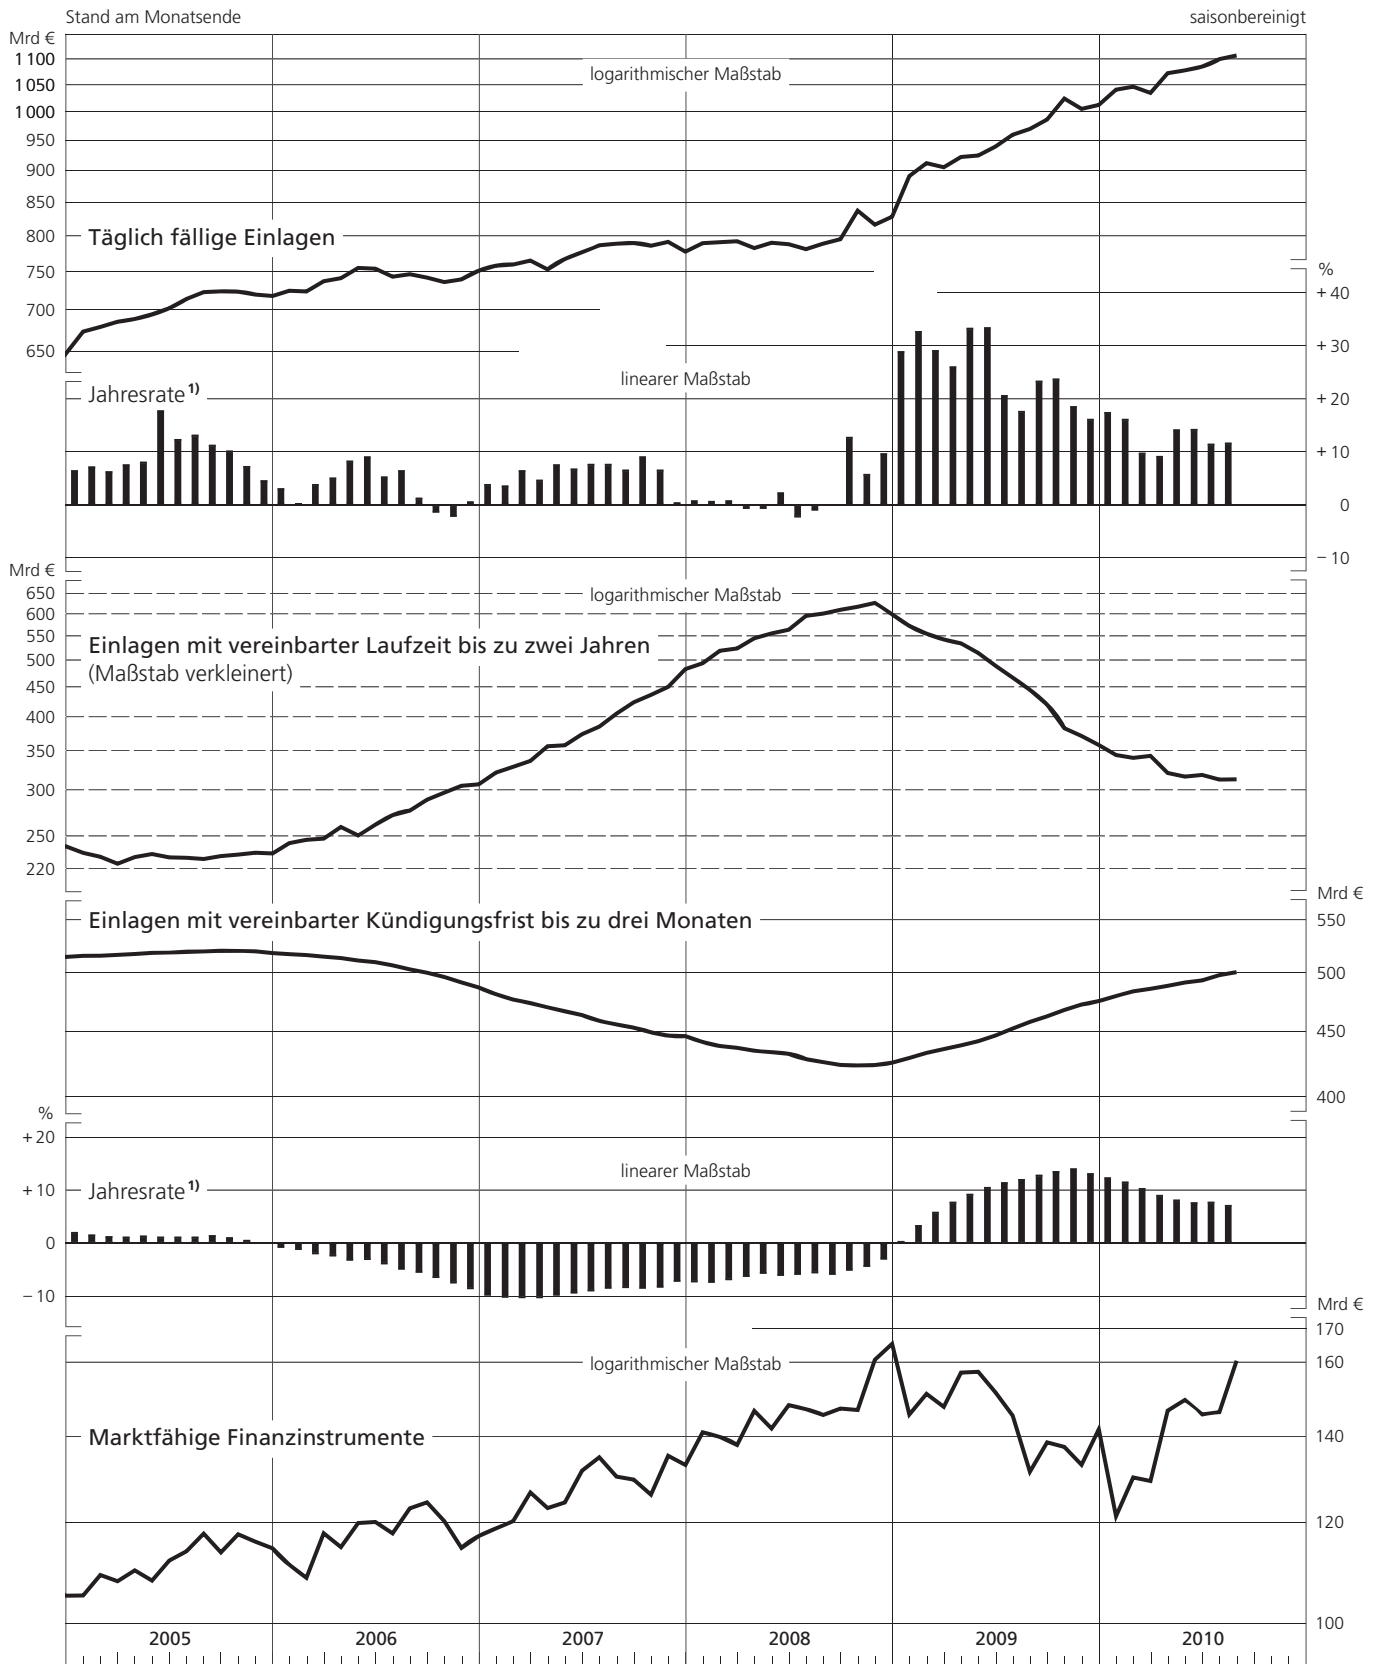 Stand am Monatsende saisonbereinigt
Mrd €
1 100
logarithmischer Maßstab
1 050
1 000
950
900
850
800
Täglich fällige Einlagen
750
%
+ 40
700
650
+ 30
linearer Maßstab
Jahresrate 1)
+ 20
+ 10
0
− 10
Mrd €
650
logarithmischer Maßstab
600
550
Einlagen mit vereinbarter Laufzeit bis zu zwei Jahren
500
(Maßstab verkleinert)
450
400
350
300
250
220
Mrd €
Einlagen mit vereinbarter Kündigungsfrist bis zu drei Monaten
550
500
450
400
%
+ 20
linearer Maßstab
+ 10
Jahresrate 1)
0
− 10
Mrd €
170
logarithmischer Maßstab
160
Marktfähige Finanzinstrumente
140
120
100
2005 2006 2007 2008 2009 2010